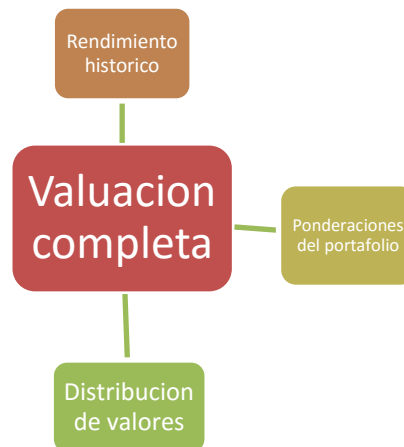 Rendimiento
historico
Valuacion
completa
Ponderaciones
del portafolio
Distribucion
de valores